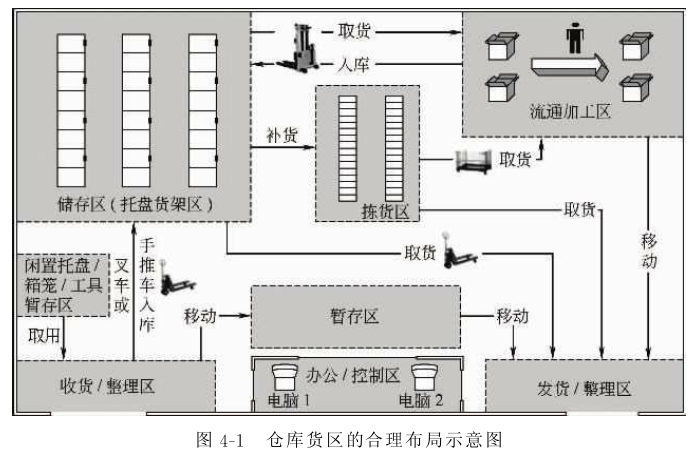 取货
入库
流通加工区
补货
取货
储存区(托盘货架区)
拣货区
取货
手推车入库
叉车或
取货
移动
闲置托盘/
箱笼/工具
暂存区
取用
移动
暂存区
移动
收货/整理区
办公/控制区
电脑1
电脑2
发货/整理区
图 4-1 仓库货区的合理布局示意图